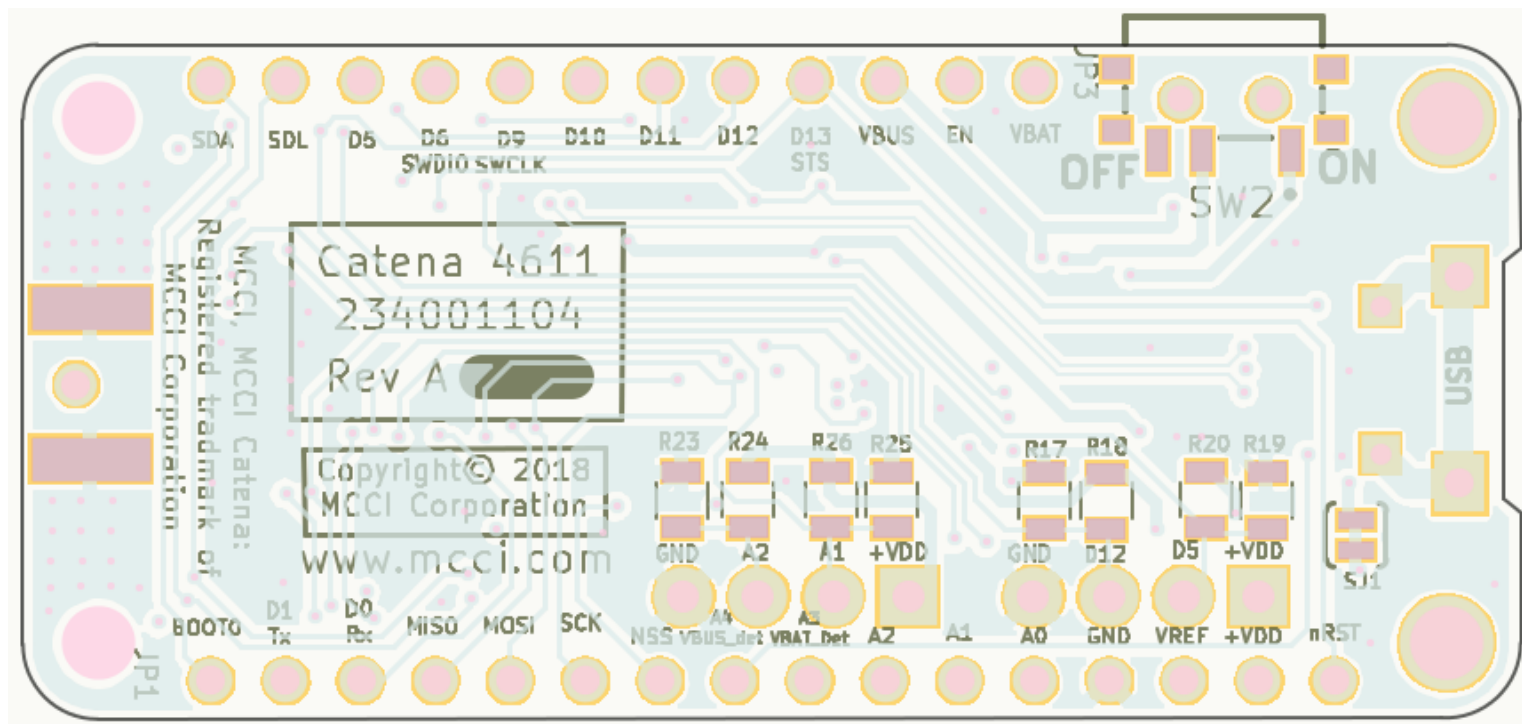 JP3
SDA SDL D5 D6 D9 D10 D11 D12 D13 VBUS EN VBAT
SWDIO SWCLK STS
OFF ON
SW2
MCCI, MCCI Catena:
Registered tradmark of
MCCI Corporation
Catena 4611
234001104
Rev A
USB
R23 R24 R26 R25 R17 R18 R20 R19
Copyright© 2018
MCCI Corporation
www.mcci.com
GND A2 A1 +VDD GND D12 D5 +VDD
SJ1
BOOT0 D1 D0 MISO MOSI SCK NSS A4 A3 A2 A1 A0 GND VREF +VDD nRST
Tx Rx VBUS_det VBAT_Det
JP1